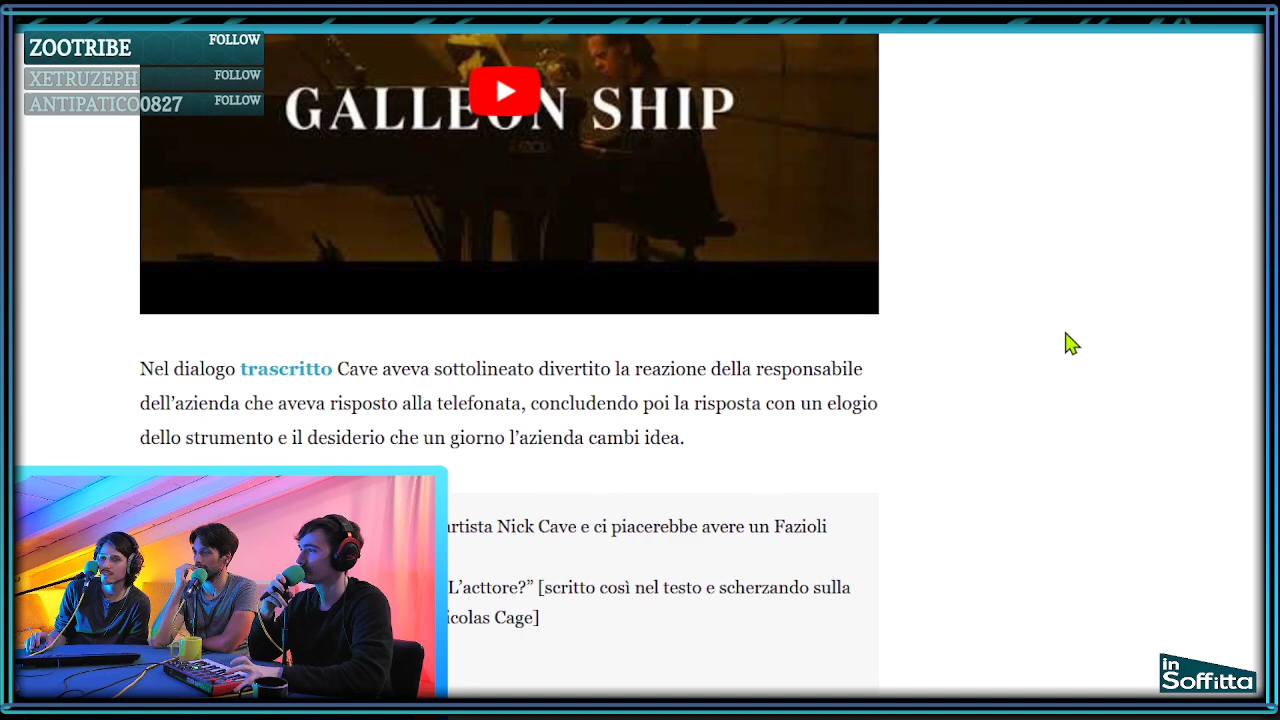 ZOOTRIBE FOLLOW
XETRUZEPH FOLLOW
ANTIPATICO0827 FOLLOW
GALLEON SHIP
Nel dialogo trascritto Cave aveva sottolineato divertito la reazione della responsabile
dell’azienda che aveva risposto alla telefonata, concludendo poi la risposta con un elogio
dello strumento e il desiderio che un giorno l’azienda cambi idea.
artista Nick Cave e ci piacerebbe avere un Fazioli
L’acttore?” [scritto così nel testo e scherzando sulla
icolas Cage]
in
Soffitta